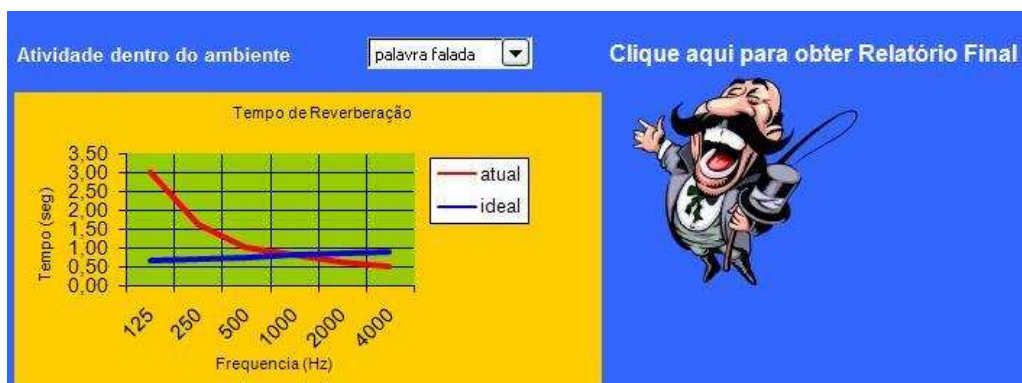 Atividade dentro do ambiente
palavra falada
Clique aqui para obter Relatório Final
Tempo de Reverberação
Tempo (seg)
3,50
3,00
2,50
2,00
1,50
1,00
0,50
0,00
125 250 500 1000 2000 4000
Frequencia (Hz)
atual
ideal